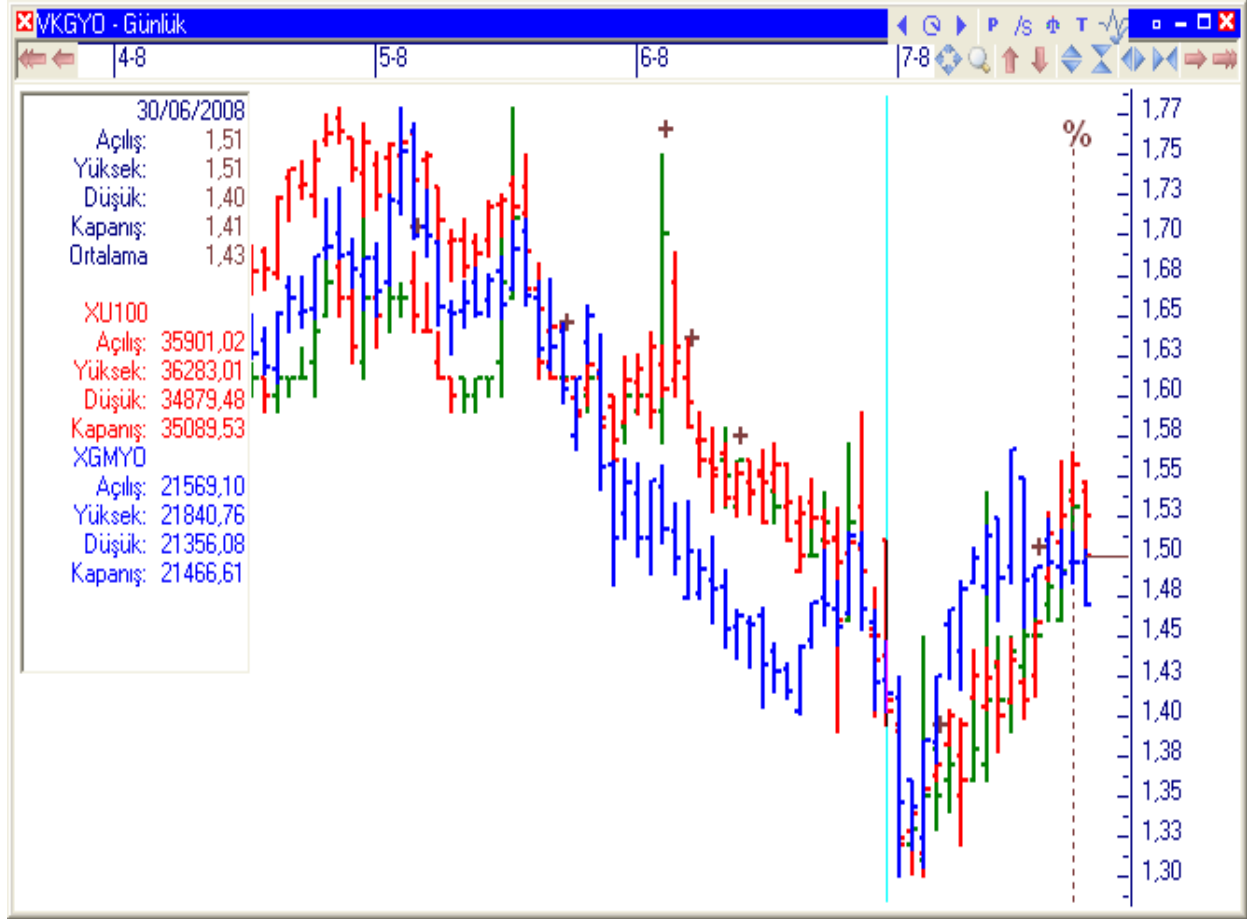 VKGYO - Günlük
P /S T
4-8 5-8 6-8 7-8
30/06/2008
Açılış: 1,51
Yüksek: 1,51
Düşük: 1,40
Kapanış: 1,41
Ortalama 1,43
XU100
Açılış: 35901,02
Yüksek: 36283,01
Düşük: 34879,48
Kapanış: 35089,53
XGMYO
Açılış: 21569,10
Yüksek: 21840,76
Düşük: 21356,08
Kapanış: 21466,61
%
1,77
1,75
1,73
1,70
1,68
1,65
1,63
1,60
1,58
1,55
1,53
1,50
1,48
1,45
1,43
1,40
1,38
1,35
1,33
1,30